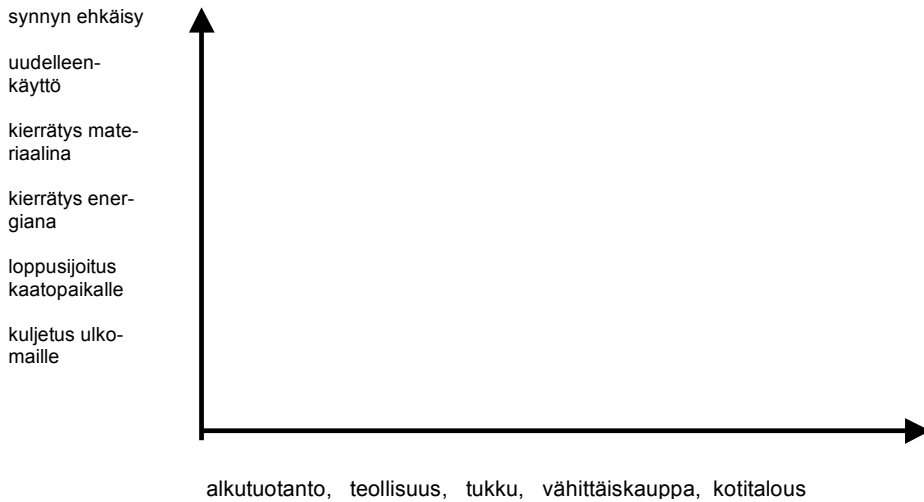 synnyn ehkäisy
uudelleen-
käyttö
kierrätys mate-
riaalina
kierrätys ener-
giana
loppusijoitus
kaatopaikalle
kuljetus ulko-
maille
alkutuotanto, teollisuus, tukku, vähittäiskauppa, kotitalous